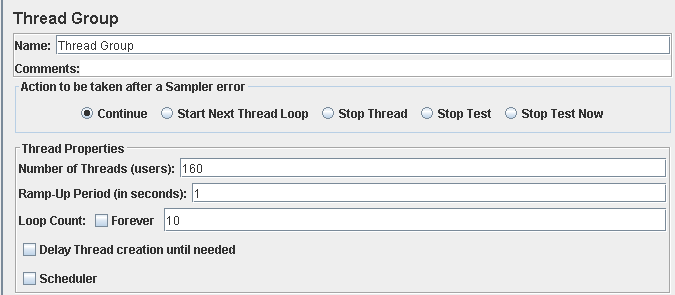 Thread Group
Name: Thread Group
Comments:
Action to be taken after a Sampler error
Continue Start Next Thread Loop Stop Thread Stop Test Stop Test Now
Thread Properties
Number of Threads (users): 160
Ramp-Up Period (in seconds): 1
Loop Count: Forever 10
Delay Thread creation until needed
Scheduler